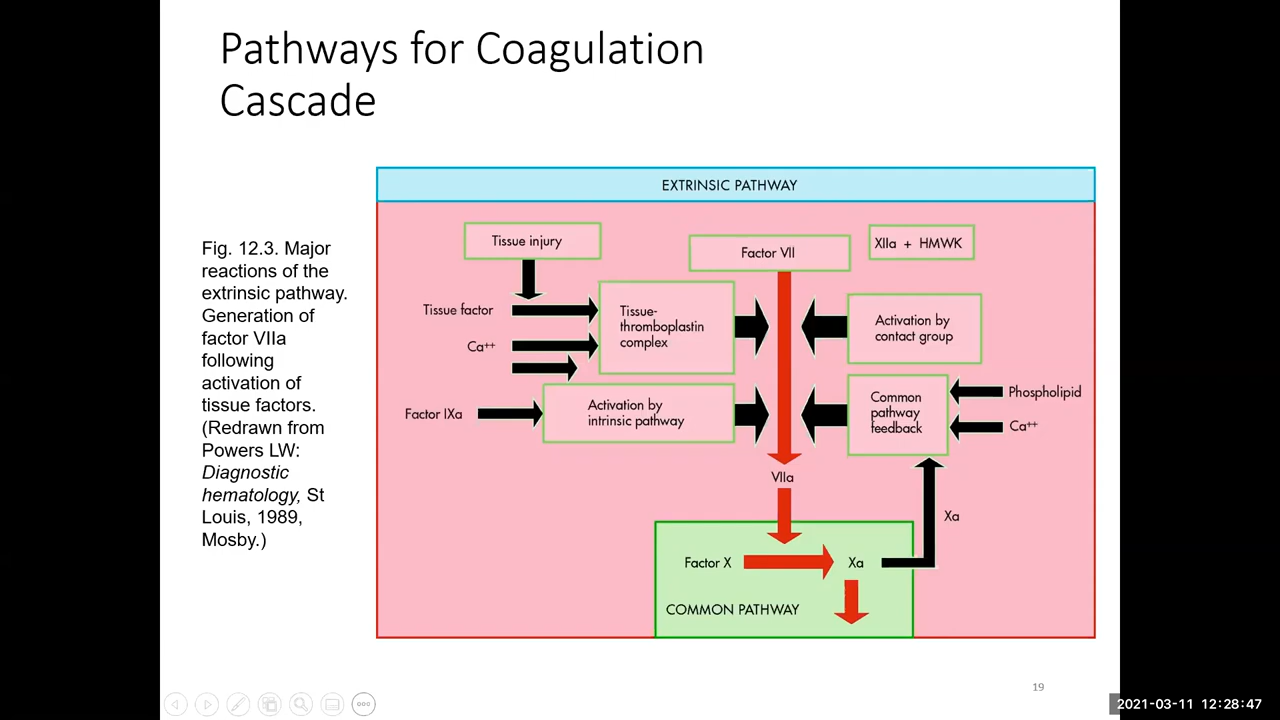 Pathways for Coagulation
Cascade
EXTRINSIC PATHWAY
Fig. 12.3. Major
reactions of the
extrinsic pathway.
Generation of
factor VIIa
following
activation of
tissue factors.
(Redrawn from
Powers LW:
Diagnostic
hematology, St
Louis, 1989,
Mosby.)
Tissue injury
Factor VII
XIIa + HMWK
Tissue factor
Ca++
Tissue-
thromboplastin
complex
Activation by
contact group
Factor IXa
Activation by
intrinsic pathway
Common
pathway
feedback
Phospholipid
Ca++
VIIa
Xa
Factor X
Xa
COMMON PATHWAY
19
2021-03-11 12:28:47